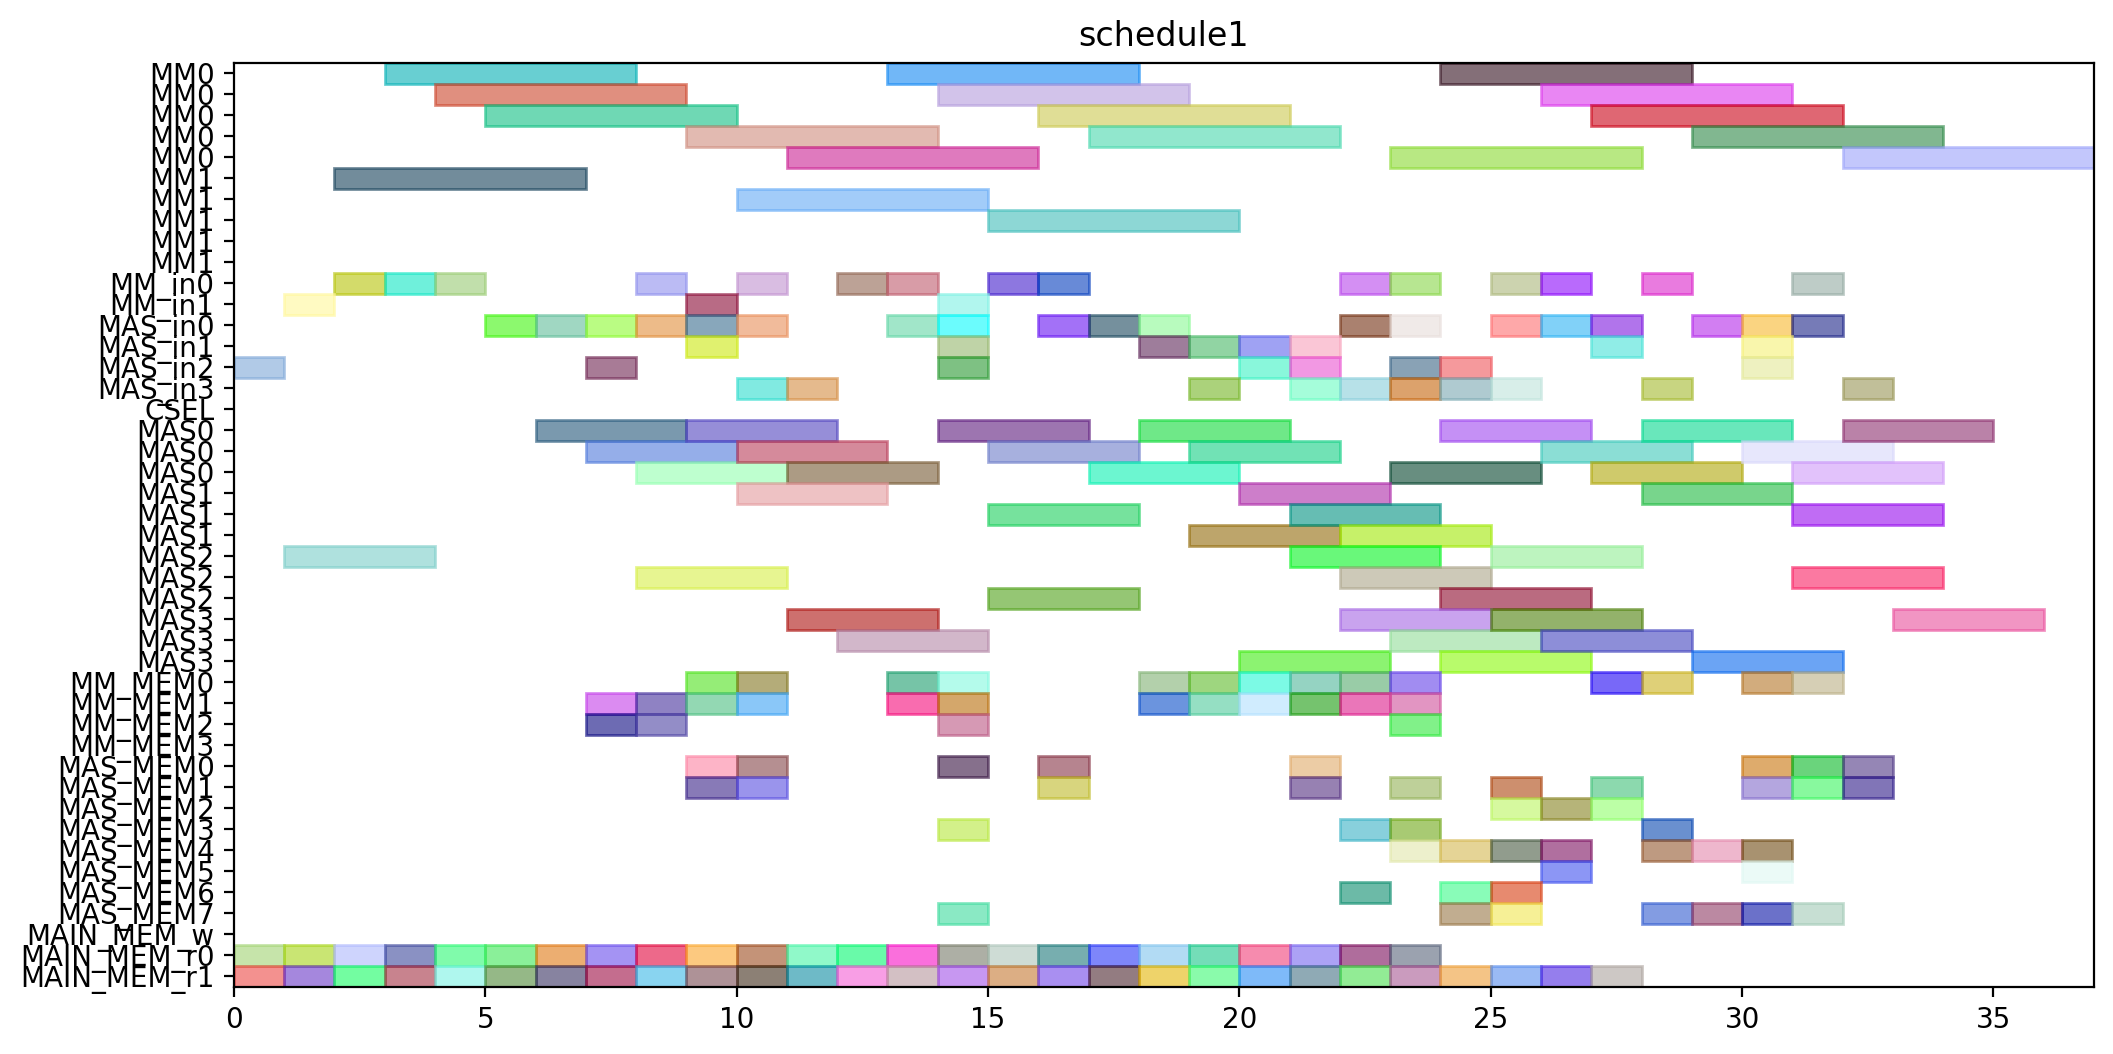 schedule1
MM0
MM0
MM0
MM0
MM0
MM1
MM1
MM1
MM1
MM1
MM_in0
MM_in1
MAS_in0
MAS_in1
MAS_in2
MAS_in3
CSEL
MAS0
MAS0
MAS0
MAS1
MAS1
MAS1
MAS2
MAS2
MAS2
MAS3
MAS3
MAS3
MM_MEM0
MM_MEM1
MM_MEM2
MM_MEM3
MAS_MEM0
MAS_MEM1
MAS_MEM2
MAS_MEM3
MAS_MEM4
MAS_MEM5
MAS_MEM6
MAS_MEM7
MAIN_MEM_w
MAIN_MEM_r0
MAIN_MEM_r1
0 5 10 15 20 25 30 35